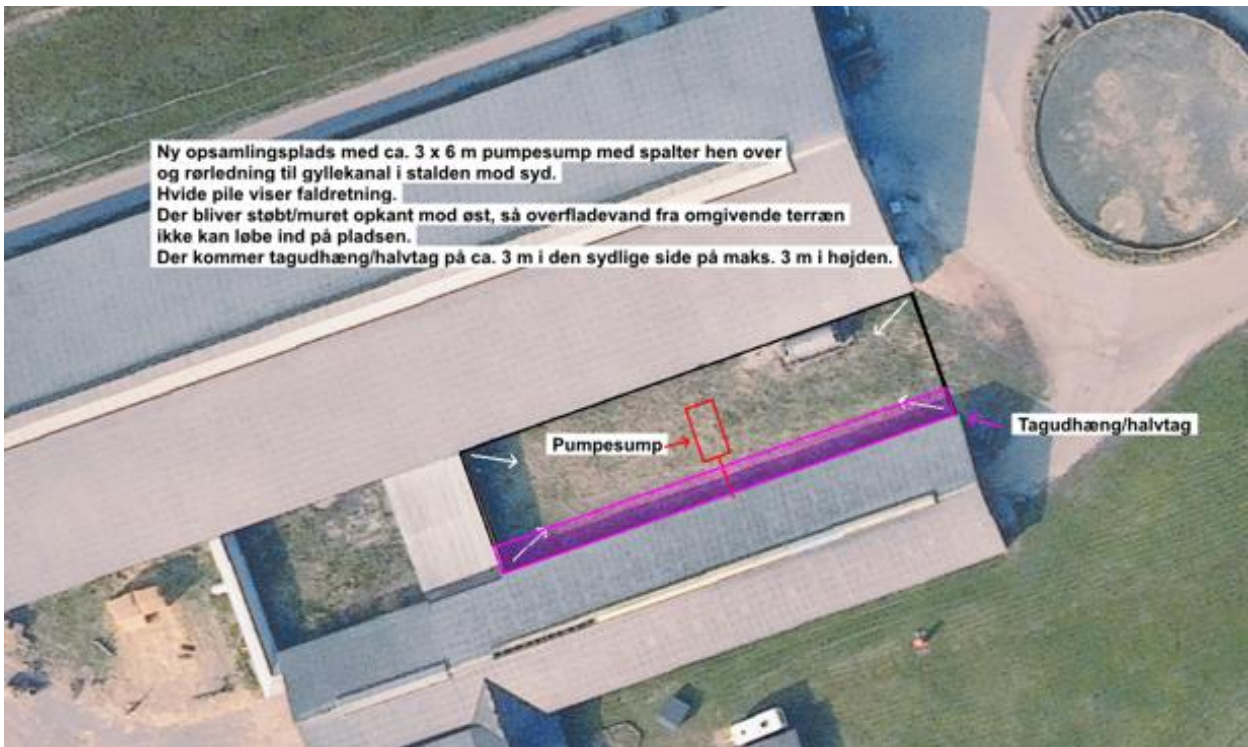 Ny opsamlingsplads med ca. 3 x 6 m pumpesump med spalter hen over
og rørledning til gyllekanal i stalden mod syd.
Hvide pile viser faldretning.
Der bliver støbt/muret opkant mod øst, så overfladevand fra omgivende terræn
ikke kan løbe ind på pladsen.
Der kommer tagudhæng/halvtag på ca. 3 m i den sydlige side på maks. 3 m i højden.
Tagudhæng/halvtag
Pumpesump